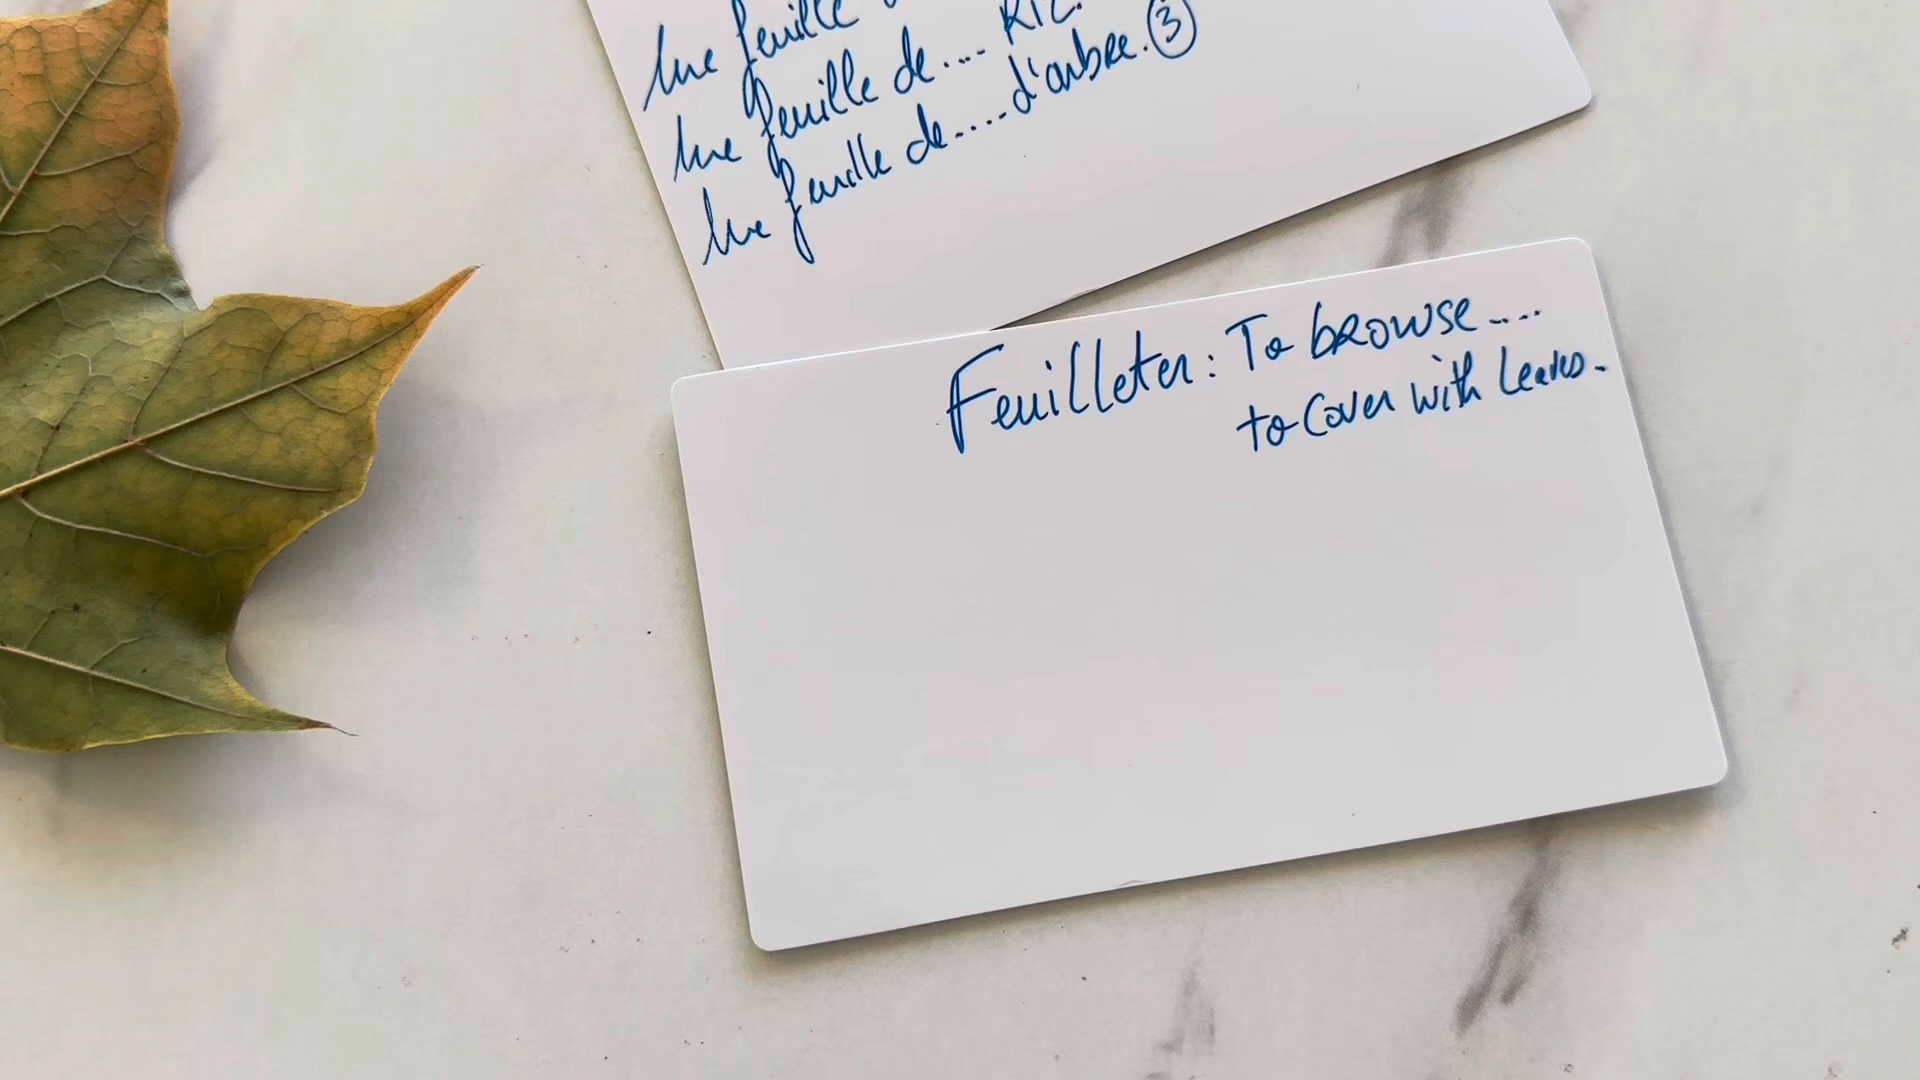 Une feuille
Une feuille de.... Riz.
Une feuille de.... d'arbre. ③
Feuilleter : To browse....
to cover with leaves.